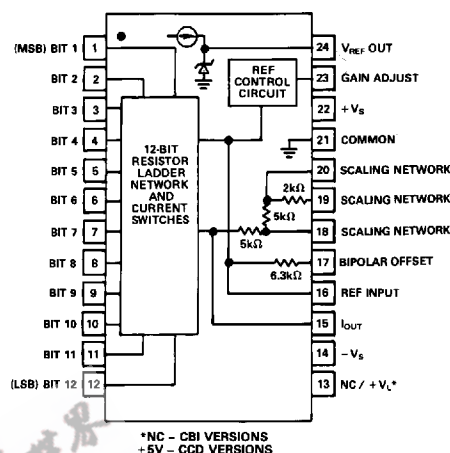 (MSB) BIT 1 1
BIT 2 2
BIT 3 3
BIT 4 4
BIT 5 5
BIT 6 6
BIT 7 7
BIT 8 8
BIT 9 9
BIT 10 10
BIT 11 11
(LSB) BIT 12 12
12-BIT
RESISTOR
LADDER
NETWORK
AND
CURRENT
SWITCHES
REF
CONTROL
CIRCUIT
2kΩ
5kΩ
5kΩ
6.3kΩ
24 VREF OUT
23 GAIN ADJUST
22 +VS
21 COMMON
20 SCALING NETWORK
19 SCALING NETWORK
18 SCALING NETWORK
17 BIPOLAR OFFSET
16 REF INPUT
15 IOUT
14 -VS
13 NC / +VL*
*NC – CBI VERSIONS
+5V – CCD VERSIONS